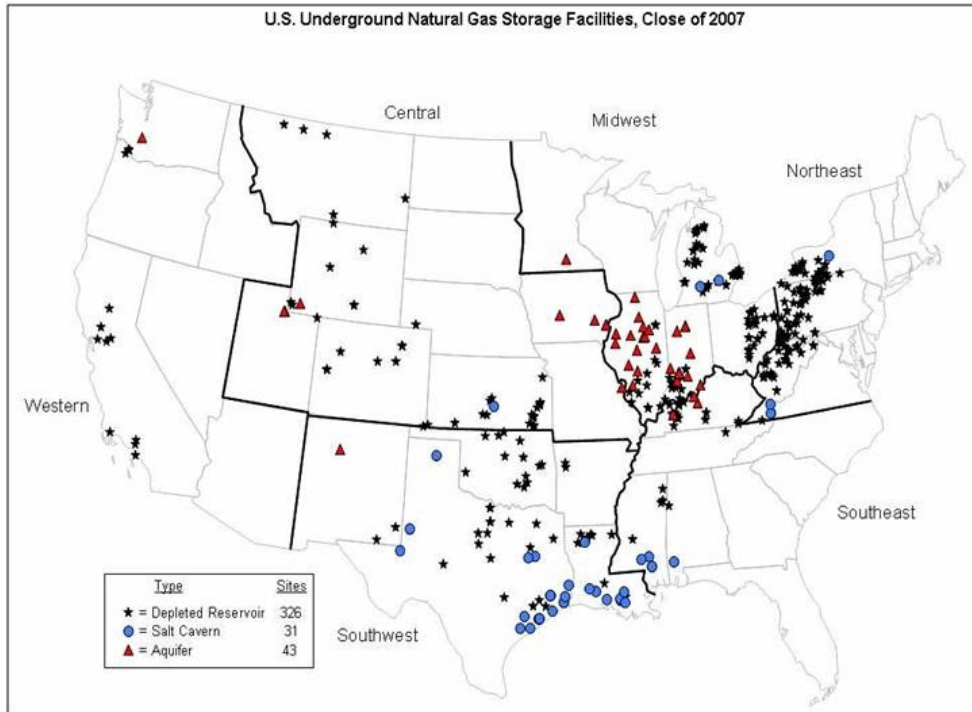 U.S. Underground Natural Gas Storage Facilities, Close of 2007
Central
Midwest
Northeast
Western
Southeast
Southwest
Type Sites
= Depleted Reservoir 326
= Salt Cavern 31
= Aquifer 43